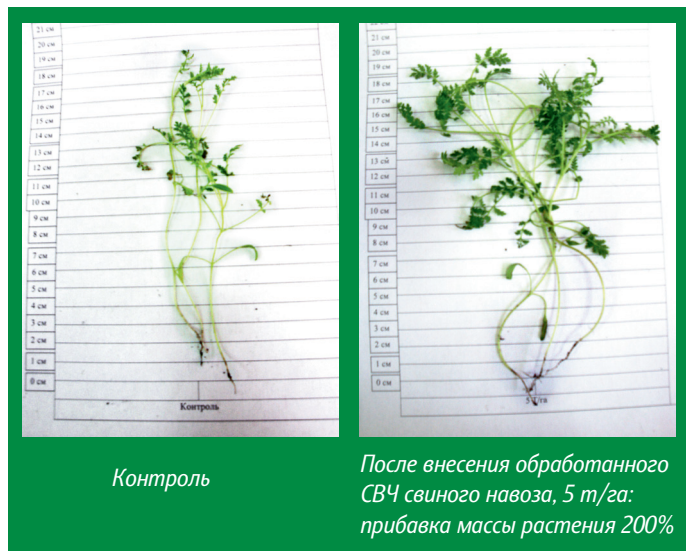 21 см
20 см
19 см
18 см
17 см
16 см
15 см
14 см
13 см
12 см
11 см
10 см
9 см
8 см
7 см
6 см
5 см
4 см
3 см
2 см
1 см
0 см
Контроль
21 см
20 см
19 см
18 см
17 см
16 см
15 см
14 см
13 см
12 см
11 см
10 см
9 см
8 см
7 см
6 см
5 см
4 см
3 см
2 см
1 см
0 см
5 т/га
Контроль
После внесения обработанного
СВЧ свиного навоза, 5 т/га:
прибавка массы растения 200%